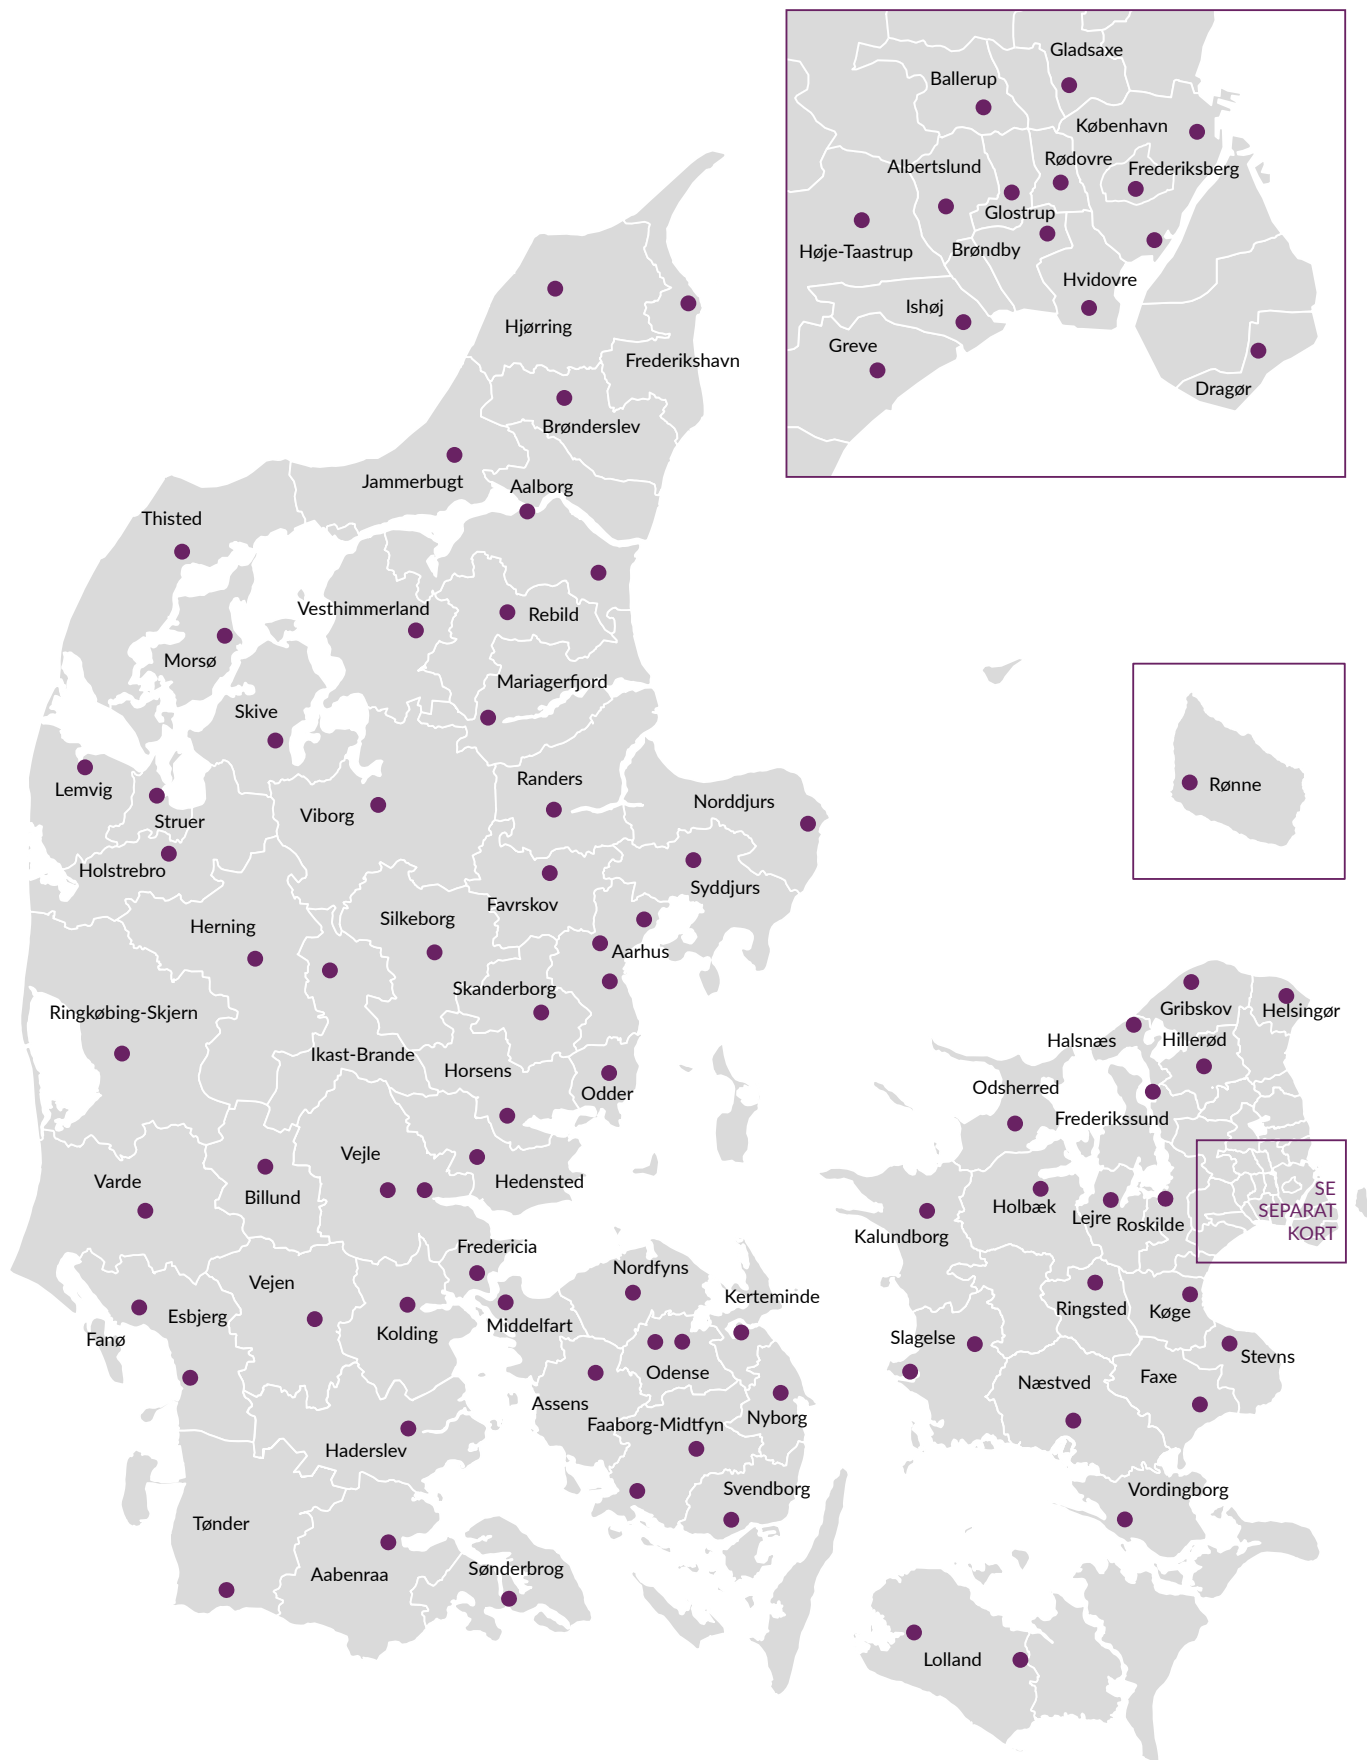 Gladsaxe
Ballerup
København
Rødovre
Frederiksberg
Albertslund
Glostrup
Høje-Taastrup
Brøndby
Hvidovre
Ishøj
Greve
Dragør
Hjørring
Frederikshavn
Brønderslev
Jammerbugt
Aalborg
Thisted
Vesthimmerland
Rebild
Morsø
Mariagerfjord
Skive
Lemvig
Struer
Viborg
Randers
Norddjurs
Rønne
Holstrebro
Syddjurs
Favrskov
Herning
Silkeborg
Aarhus
Skanderborg
Ringkøbing-Skjern
Ikast-Brande
Horsens
Odder
Gribskov
Helsingør
Halsnæs
Hillerød
Odsherred
Frederikssund
Vejle
Varde
Billund
Hedensted
Holbæk
Lejre
Roskilde
SE
SEPARAT
KORT
Kalundborg
Fredericia
Nordfyns
Vejen
Kerteminde
Esbjerg
Fanø
Kolding
Middelfart
Ringsted
Køge
Slagelse
Stevns
Odense
Næstved
Faxe
Assens
Nyborg
Faaborg-Midtfyn
Haderslev
Svendborg
Vordingborg
Tønder
Aabenraa
Sønderbrog
Lolland